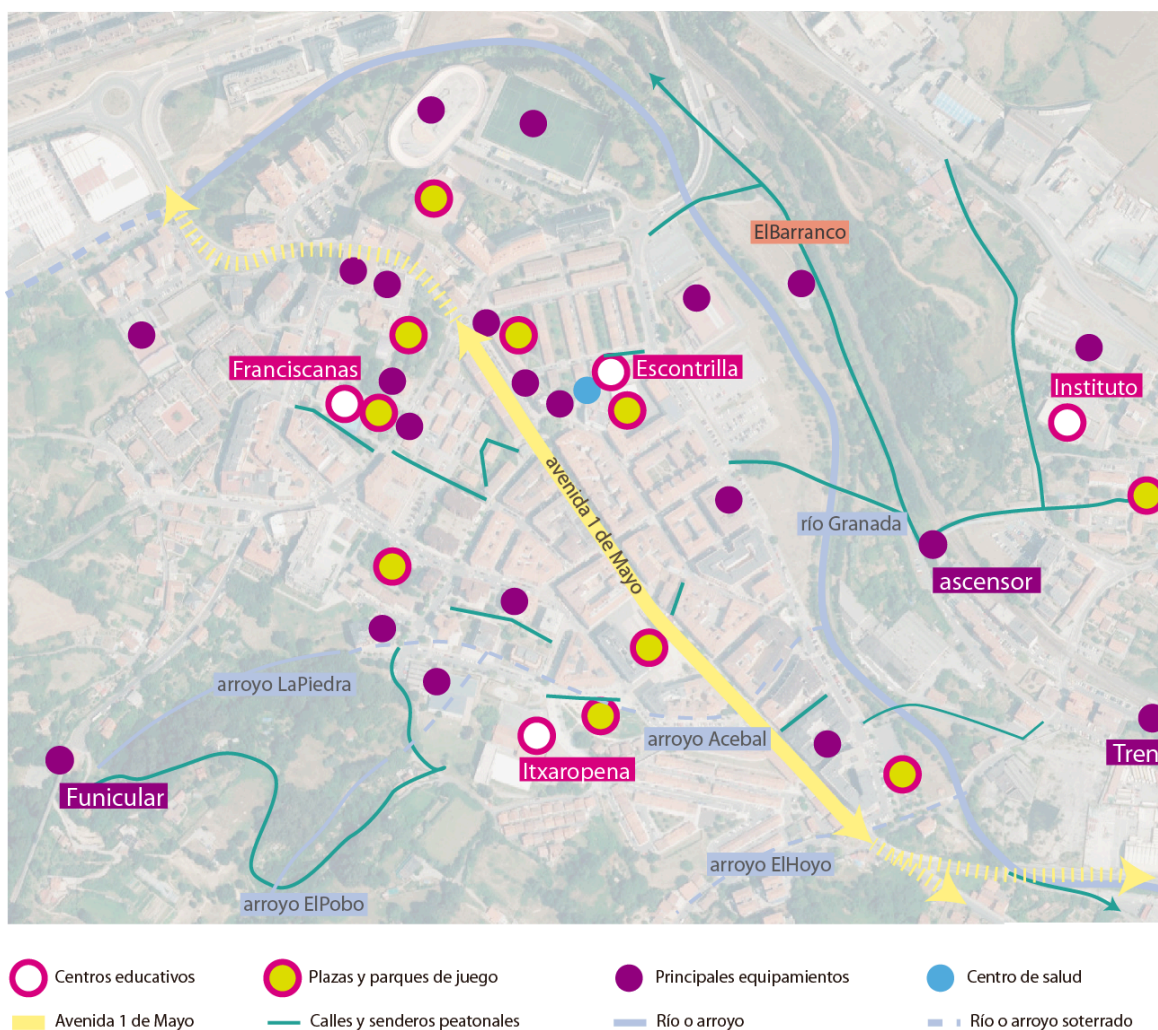 ElBarranco
Franciscanas
Escontrilla
Instituto
avenida 1 de Mayo
río Granada
ascensor
arroyo LaPiedra
arroyo Acebal
Tren
Itxaropena
Funicular
arroyo ElHoyo
arroyo ElPobo
Centros educativos
Plazas y parques de juego
Principales equipamientos
Centro de salud
Avenida 1 de Mayo
Calles y senderos peatonales
Río o arroyo
Río o arroyo soterrado